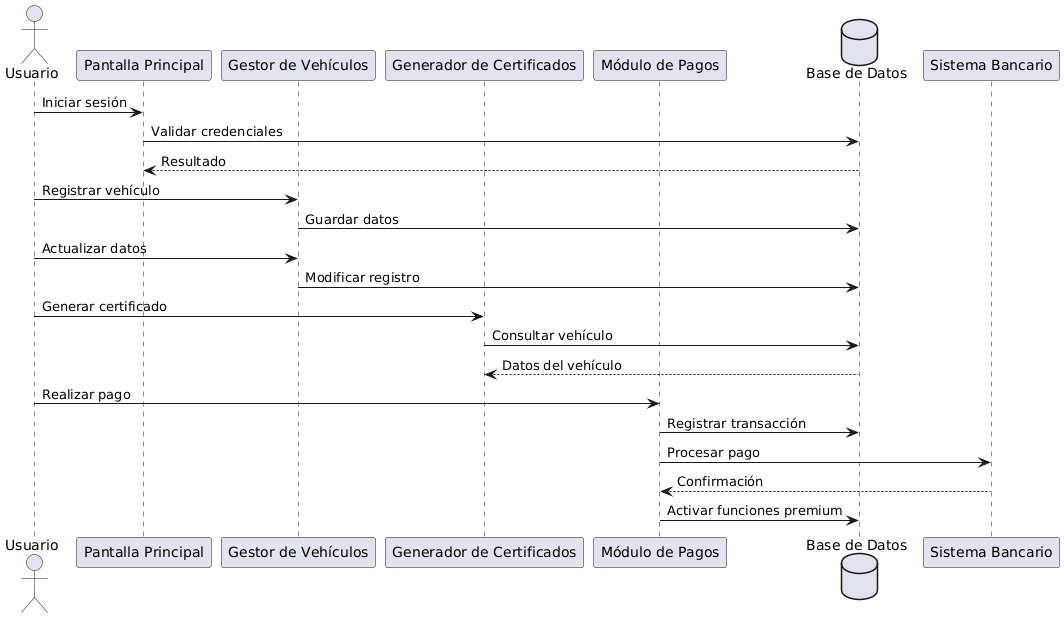 Usuario
Pantalla Principal
Gestor de Vehículos
Generador de Certificados
Módulo de Pagos
Base de Datos
Sistema Bancario
Iniciar sesión
Validar credenciales
Resultado
Registrar vehículo
Guardar datos
Actualizar datos
Modificar registro
Generar certificado
Consultar vehículo
Datos del vehículo
Realizar pago
Registrar transacción
Procesar pago
Confirmación
Activar funciones premium
Usuario
Pantalla Principal
Gestor de Vehículos
Generador de Certificados
Módulo de Pagos
Base de Datos
Sistema Bancario